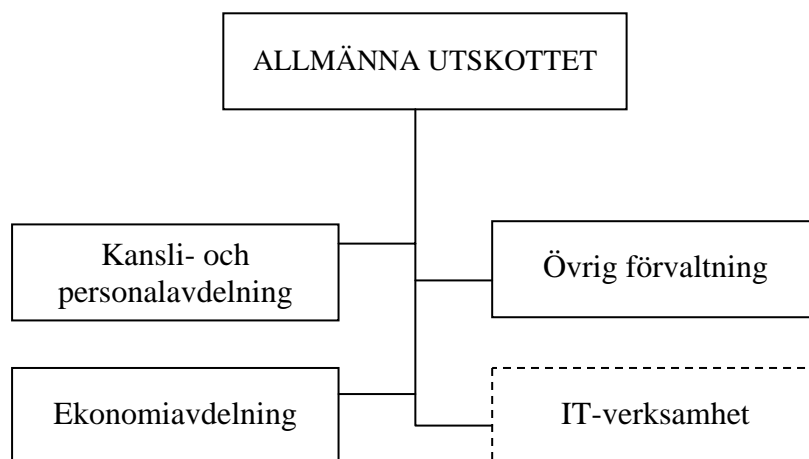 ALLMÄNNA UTSKOTTET
Kansli- och
personalavdelning
Övrig förvaltning
Ekonomiavdelning
IT-verksamhet